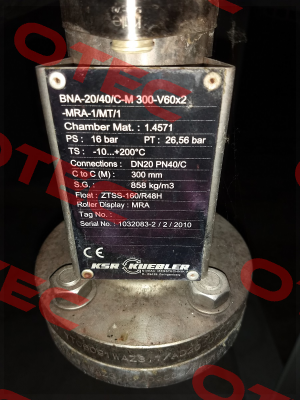 BNA-20/40/C-M 300-V60x2
-MRA-1/MT/1
Chamber Mat. : 1.4571
PS : 16 bar PT : 26,56 bar
TS : -10...+200°C
Connections : DN20 PN40/C
C to C (M) : 300 mm
S.G. : 858 kg/m3
Float : ZTSS-160/R48H
Roller Display : MRA
Tag No. :
Serial No. : 1032083-2 / 2 / 2010
CE
KSR KUEBLER